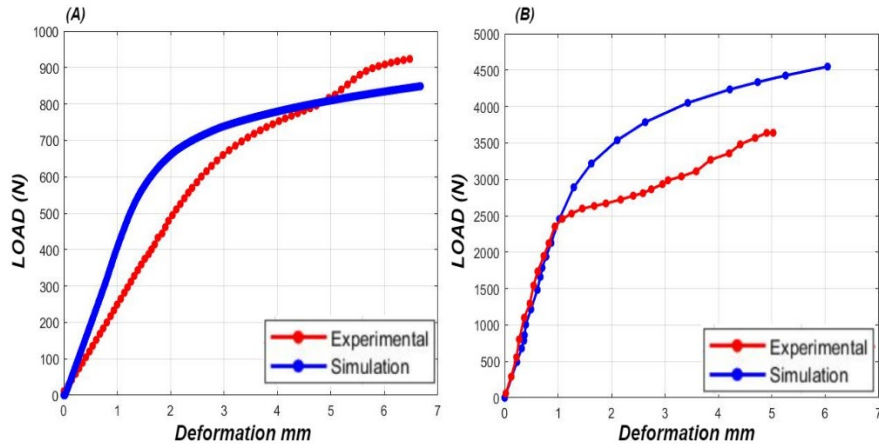 (A)
1000
900
800
700
600
500
400
300
200
100
0
0 1 2 3 4 5 6 7
LOAD (N)
Deformation mm
Experimental
Simulation
(B)
5000
4500
4000
3500
3000
2500
2000
1500
1000
500
0
0 1 2 3 4 5 6 7
LOAD (N)
Deformation mm
Experimental
Simulation